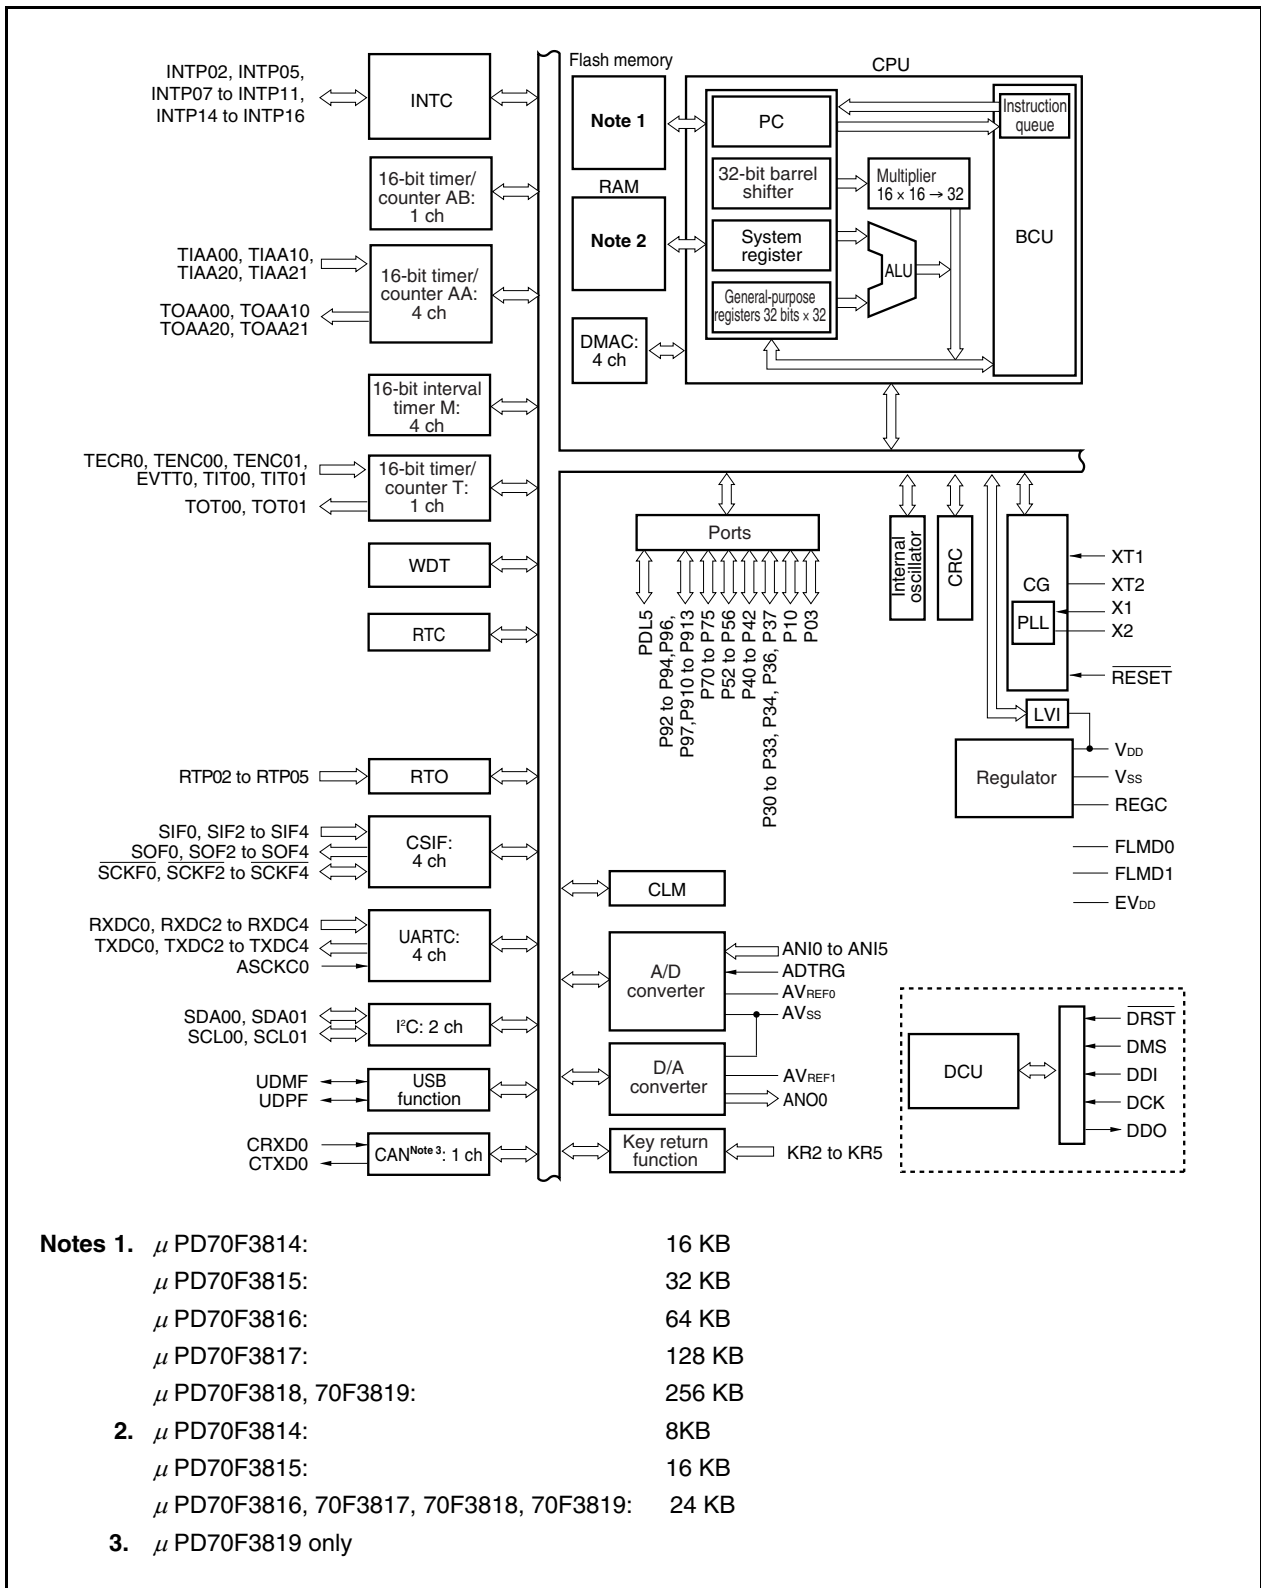 INTP02, INTP05,
INTP07 to INTP11,
INTP14 to INTP16
INTC
16-bit timer/
counter AB:
1 ch
TIAA00, TIAA10,
TIAA20, TIAA21
TOAA00, TOAA10
TOAA20, TOAA21
16-bit timer/
counter AA:
4 ch
16-bit interval
timer M:
4 ch
TECR0, TENC00, TENC01,
EVTT0, TIT00, TIT01
TOT00, TOT01
16-bit timer/
counter T:
1 ch
WDT
RTC
RTP02 to RTP05
RTO
SIF0, SIF2 to SIF4
SOF0, SOF2 to SOF4
SCKF0, SCKF2 to SCKF4
CSIF:
4 ch
RXDC0, RXDC2 to RXDC4
TXDC0, TXDC2 to TXDC4
ASCKC0
UARTC:
4 ch
SDA00, SDA01
SCL00, SCL01
I²C: 2 ch
UDMF
UDPF
USB
function
CRXD0
CTXD0
CAN Note 3: 1 ch
Flash memory
Note 1
RAM
Note 2
DMAC:
4 ch
CPU
PC
32-bit barrel
shifter
System
register
General-purpose
registers 32 bits × 32
Multiplier
16 × 16 → 32
ALU
Instruction
queue
BCU
Ports
PDL5
P92 to P94,P96,
P97,P910 to P913
P70 to P75
P52 to P56
P40 to P42
P30 to P33, P34, P36, P37
P10
P03
Internal
oscillator
CRC
CG
PLL
XT1
XT2
X1
X2
RESET
LVI
Regulator
VDD
VSS
REGC
FLMD0
FLMD1
EVDD
CLM
A/D
converter
ANI0 to ANI5
ADTRG
AVREF0
AVSS
D/A
converter
AVREF1
ANO0
Key return
function
KR2 to KR5
DCU
DRST
DMS
DDI
DCK
DDO
Notes 1. μ PD70F3814: 16 KB
μ PD70F3815: 32 KB
μ PD70F3816: 64 KB
μ PD70F3817: 128 KB
μ PD70F3818, 70F3819: 256 KB
2. μ PD70F3814: 8KB
μ PD70F3815: 16 KB
μ PD70F3816, 70F3817, 70F3818, 70F3819: 24 KB
3. μ PD70F3819 only